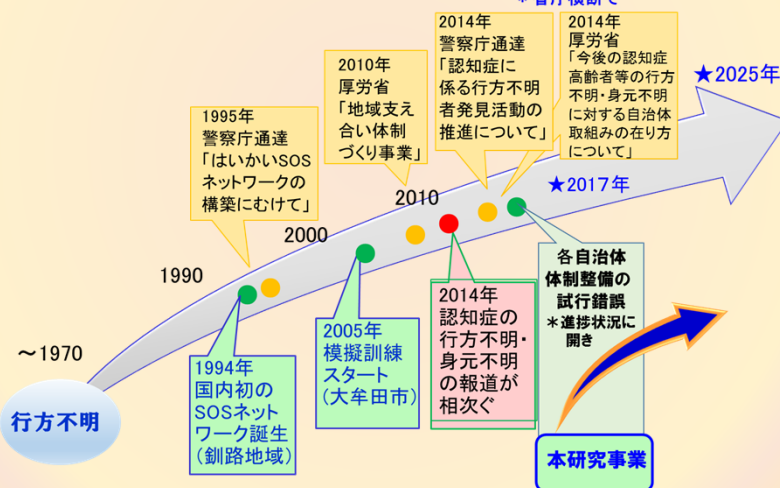 2014年
警察庁通達
「認知症に
係る行方不明
者発見活動の
推進について」
2014年
厚労省
「今後の認知症
高齢者等の行方
不明・身元不明
に対する自治体
取組みの在り方
について」
★2025年
2010年
厚労省
「地域支え
合い体制
づくり事業」
1995年
警察庁通達
「はいかいSOS
ネットワークの
構築にむけて」
★2017年
2010
2000
1990
～1970
行方不明
1994年
国内初の
SOSネット
ワーク誕生
(釧路地域)
2005年
模擬訓練
スタート
(大牟田市)
2014年
認知症の
行方不明・
身元不明
の報道が
相次ぐ
各自治体
体制整備の
試行錯誤
＊進捗状況に
開き
本研究事業